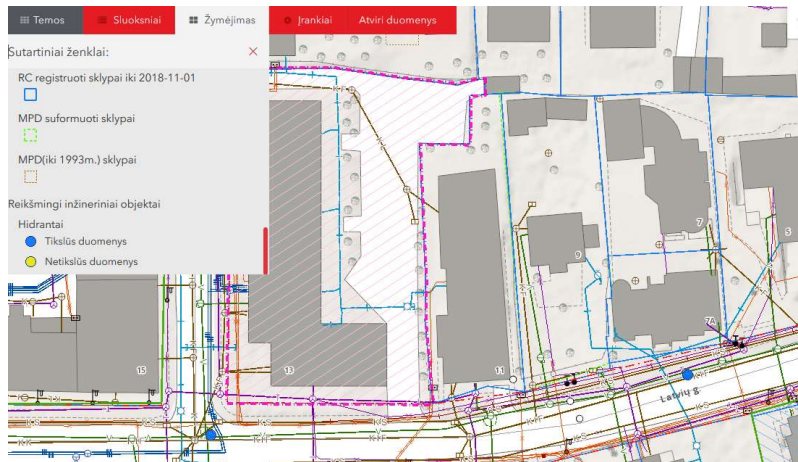 Temos
Sluoksniai
Žymėjimas
Įrankiai
Atviri duomenys
Sutartiniai ženklai:
RC registruoti sklypai iki 2018-11-01
MPD suformuoti sklypai
MPD(iki 1993m.) sklypai
Reikšmingi inžineriniai objektai
Hidrantai
Tikslūs duomenys
Netikslūs duomenys
9
7
5
7A
15
13
11
Latvių g.